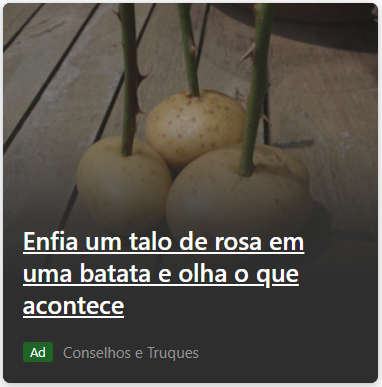 Enfia um talo de rosa em
uma batata e olha o que
acontece
Ad Conselhos e Truques